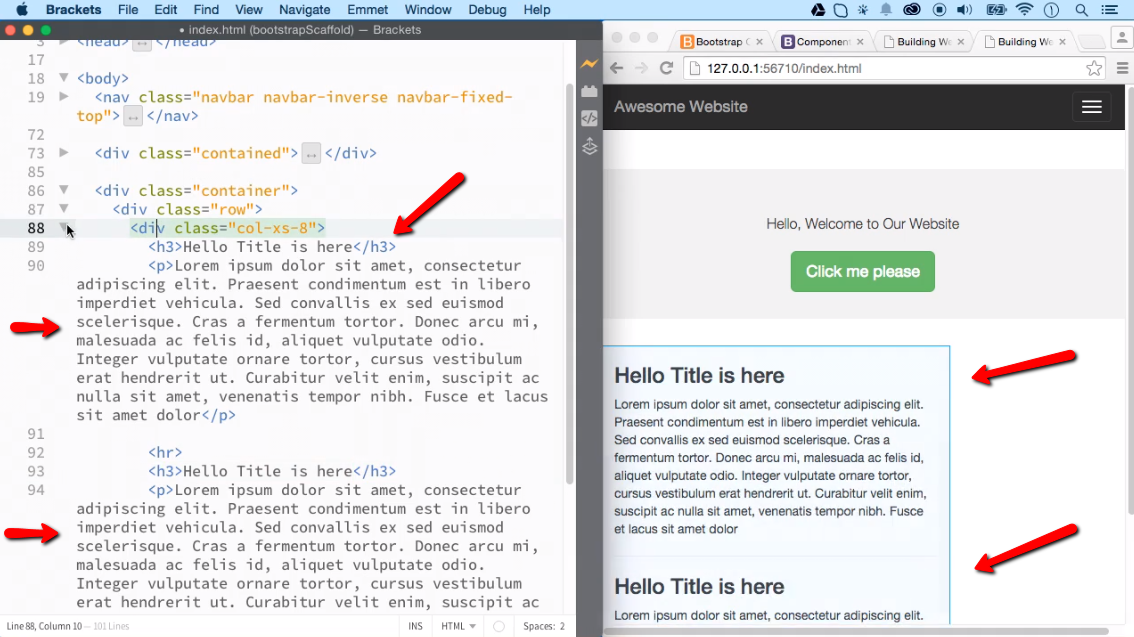 Brackets File Edit Find View Navigate Emmet Window Debug Help
• index.html (bootstrapScaffold) — Brackets
3 <head> ↔ </head>
17
18 <body>
19 <nav class="navbar navbar-inverse navbar-fixed-
top"> ↔ </nav>
72
73 <div class="contained"> ↔ </div>
85
86 <div class="container">
87 <div class="row">
88 <div class="col-xs-8">
89 <h3>Hello Title is here</h3>
90 <p>Lorem ipsum dolor sit amet, consectetur
adipiscing elit. Praesent condimentum est in libero
imperdiet vehicula. Sed convallis ex sed euismod
scelerisque. Cras a fermentum tortor. Donec arcu mi,
malesuada ac felis id, aliquet vulputate odio.
Integer vulputate ornare tortor, cursus vestibulum
erat hendrerit ut. Curabitur velit enim, suscipit ac
nulla sit amet, venenatis tempor nibh. Fusce et lacus
sit amet dolor</p>
91
92 <hr>
93 <h3>Hello Title is here</h3>
94 <p>Lorem ipsum dolor sit amet, consectetur
adipiscing elit. Praesent condimentum est in libero
imperdiet vehicula. Sed convallis ex sed euismod
scelerisque. Cras a fermentum tortor. Donec arcu mi,
malesuada ac felis id, aliquet vulputate odio.
Integer vulputate ornare tortor, cursus vestibulum
erat hendrerit ut. Curabitur velit enim, suscipit ac
Line 88, Column 10 — 101 Lines
INS HTML Spaces: 2
Bootstrap Component Building We Building We
127.0.0.1:56710/index.html
Awesome Website
Hello, Welcome to Our Website
Click me please
Hello Title is here
Lorem ipsum dolor sit amet, consectetur adipiscing elit.
Praesent condimentum est in libero imperdiet vehicula.
Sed convallis ex sed euismod scelerisque. Cras a
fermentum tortor. Donec arcu mi, malesuada ac felis id,
aliquet vulputate odio. Integer vulputate ornare tortor,
cursus vestibulum erat hendrerit ut. Curabitur velit enim,
suscipit ac nulla sit amet, venenatis tempor nibh. Fusce
et lacus sit amet dolor
Hello Title is here
Lorem ipsum dolor sit amet, consectetur adipiscing elit.